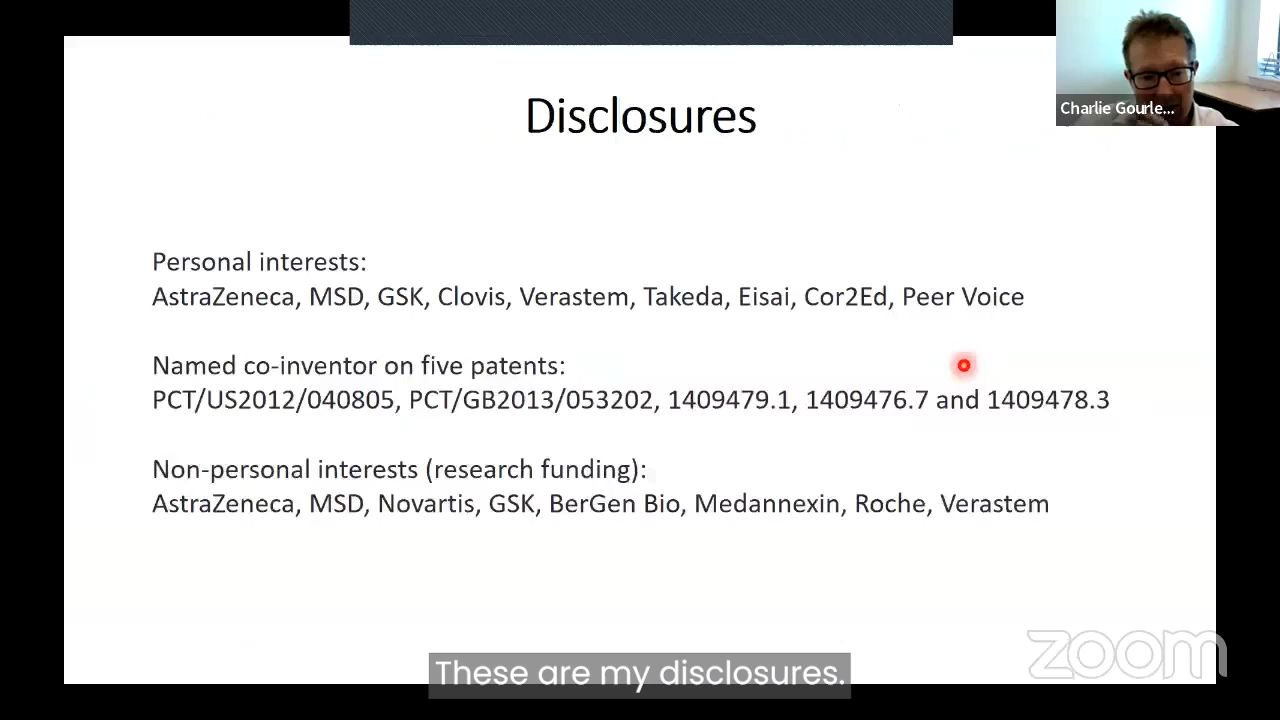 Disclosures
Charlie Gourle...
Personal interests:
AstraZeneca, MSD, GSK, Clovis, Verastem, Takeda, Eisai, Cor2Ed, Peer Voice
Named co-inventor on five patents:
PCT/US2012/040805, PCT/GB2013/053202, 1409479.1, 1409476.7 and 1409478.3
Non-personal interests (research funding):
AstraZeneca, MSD, Novartis, GSK, BerGen Bio, Medannexin, Roche, Verastem
zoom
These are my disclosures.